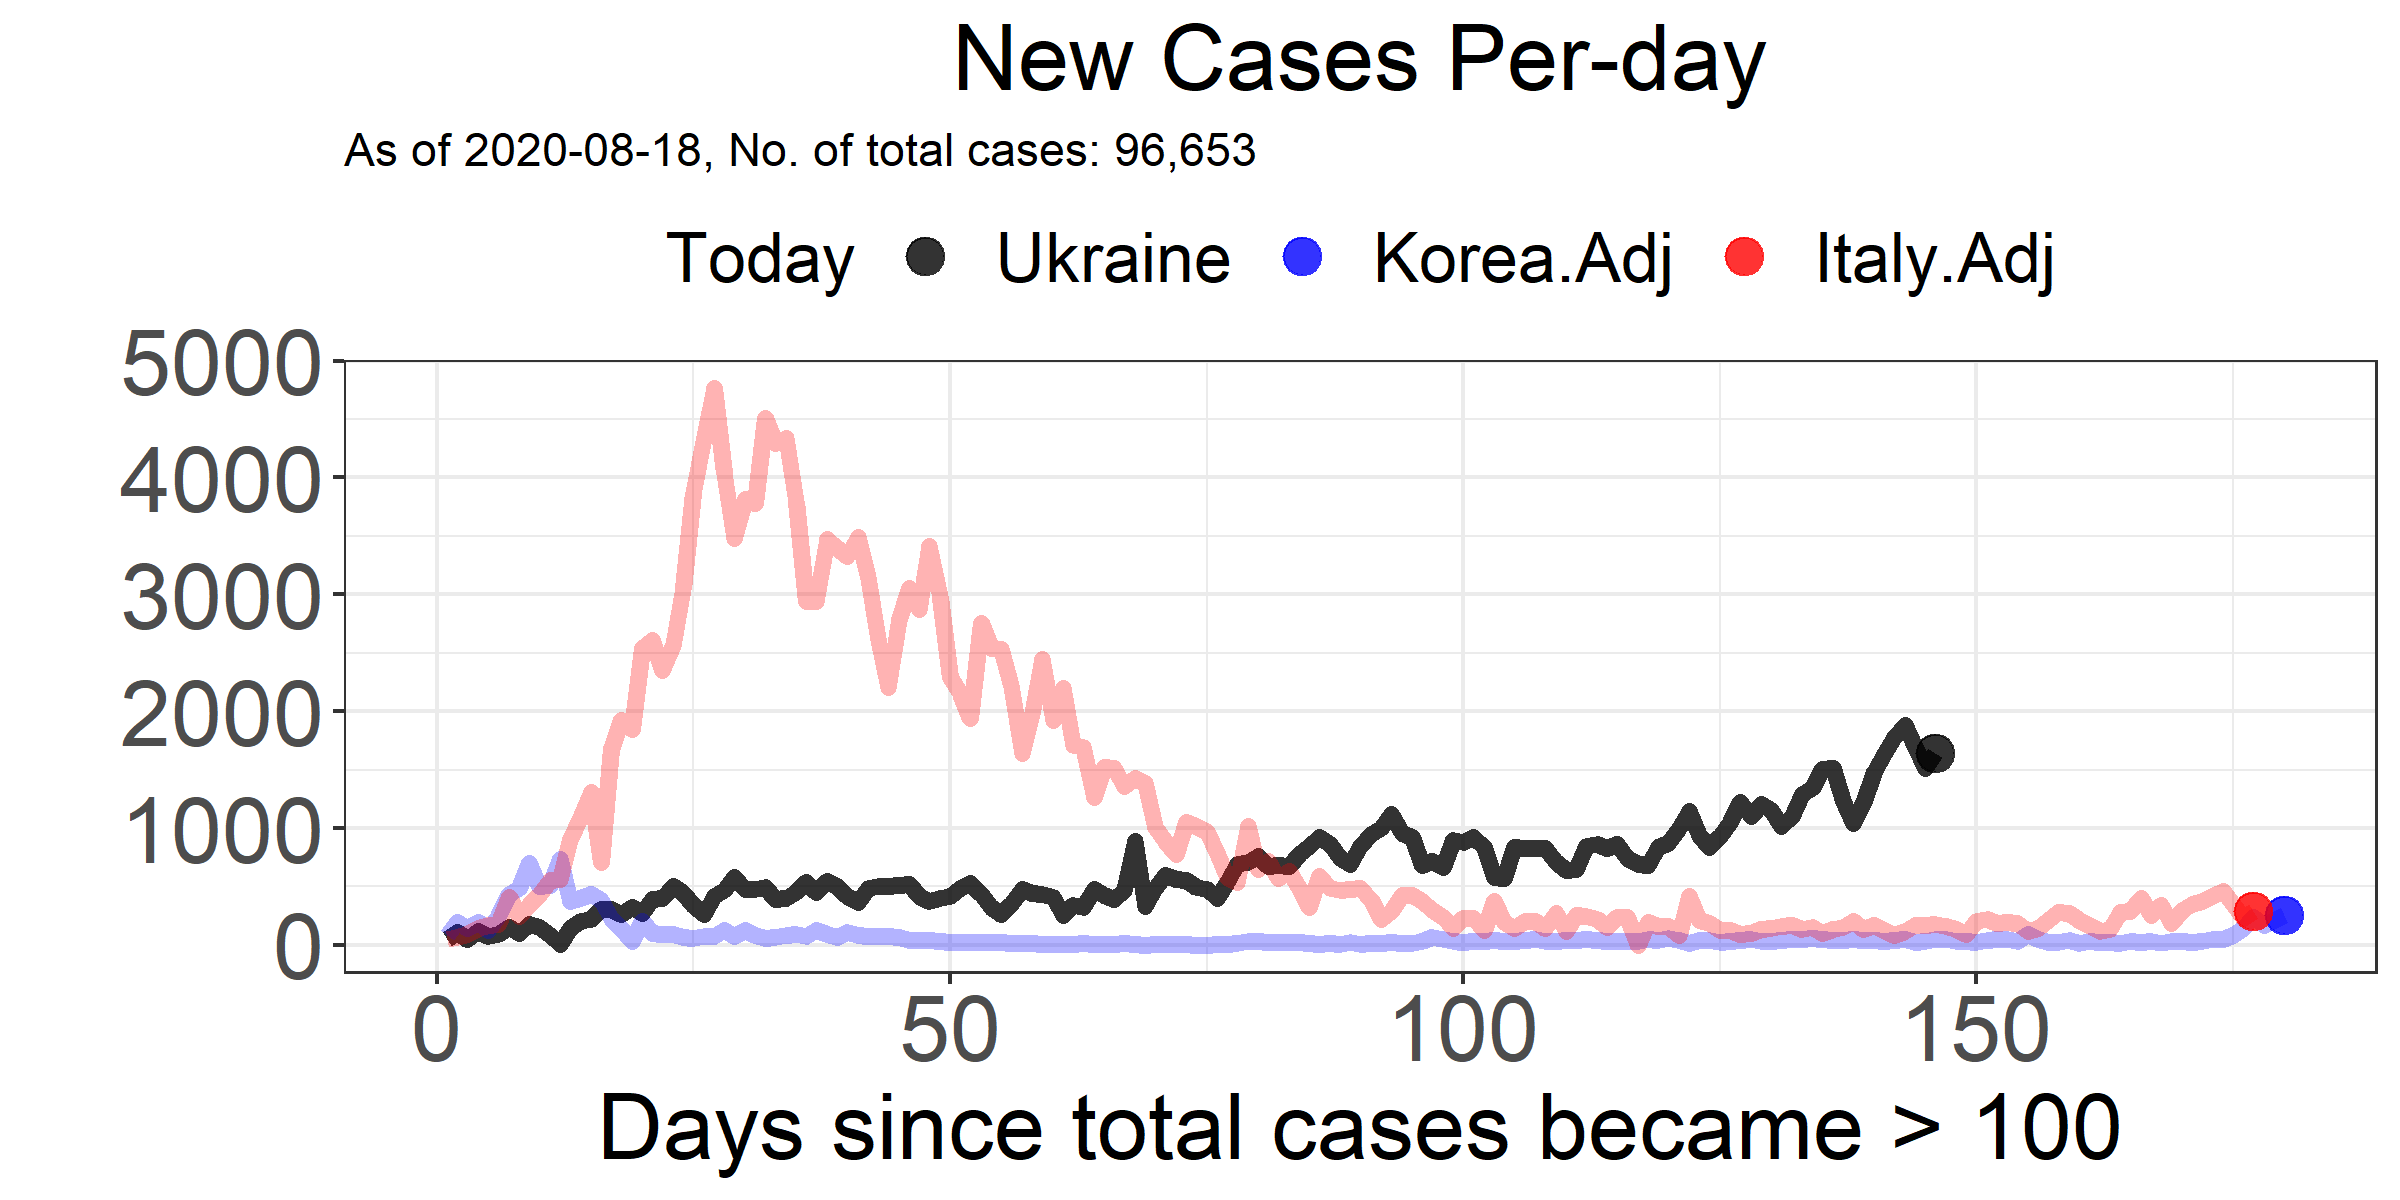 New Cases Per-day
As of 2020-08-18, No. of total cases: 96,653
Today Ukraine Korea.Adj Italy.Adj
5000
4000
3000
2000
1000
0
0 50 100 150
Days since total cases became > 100